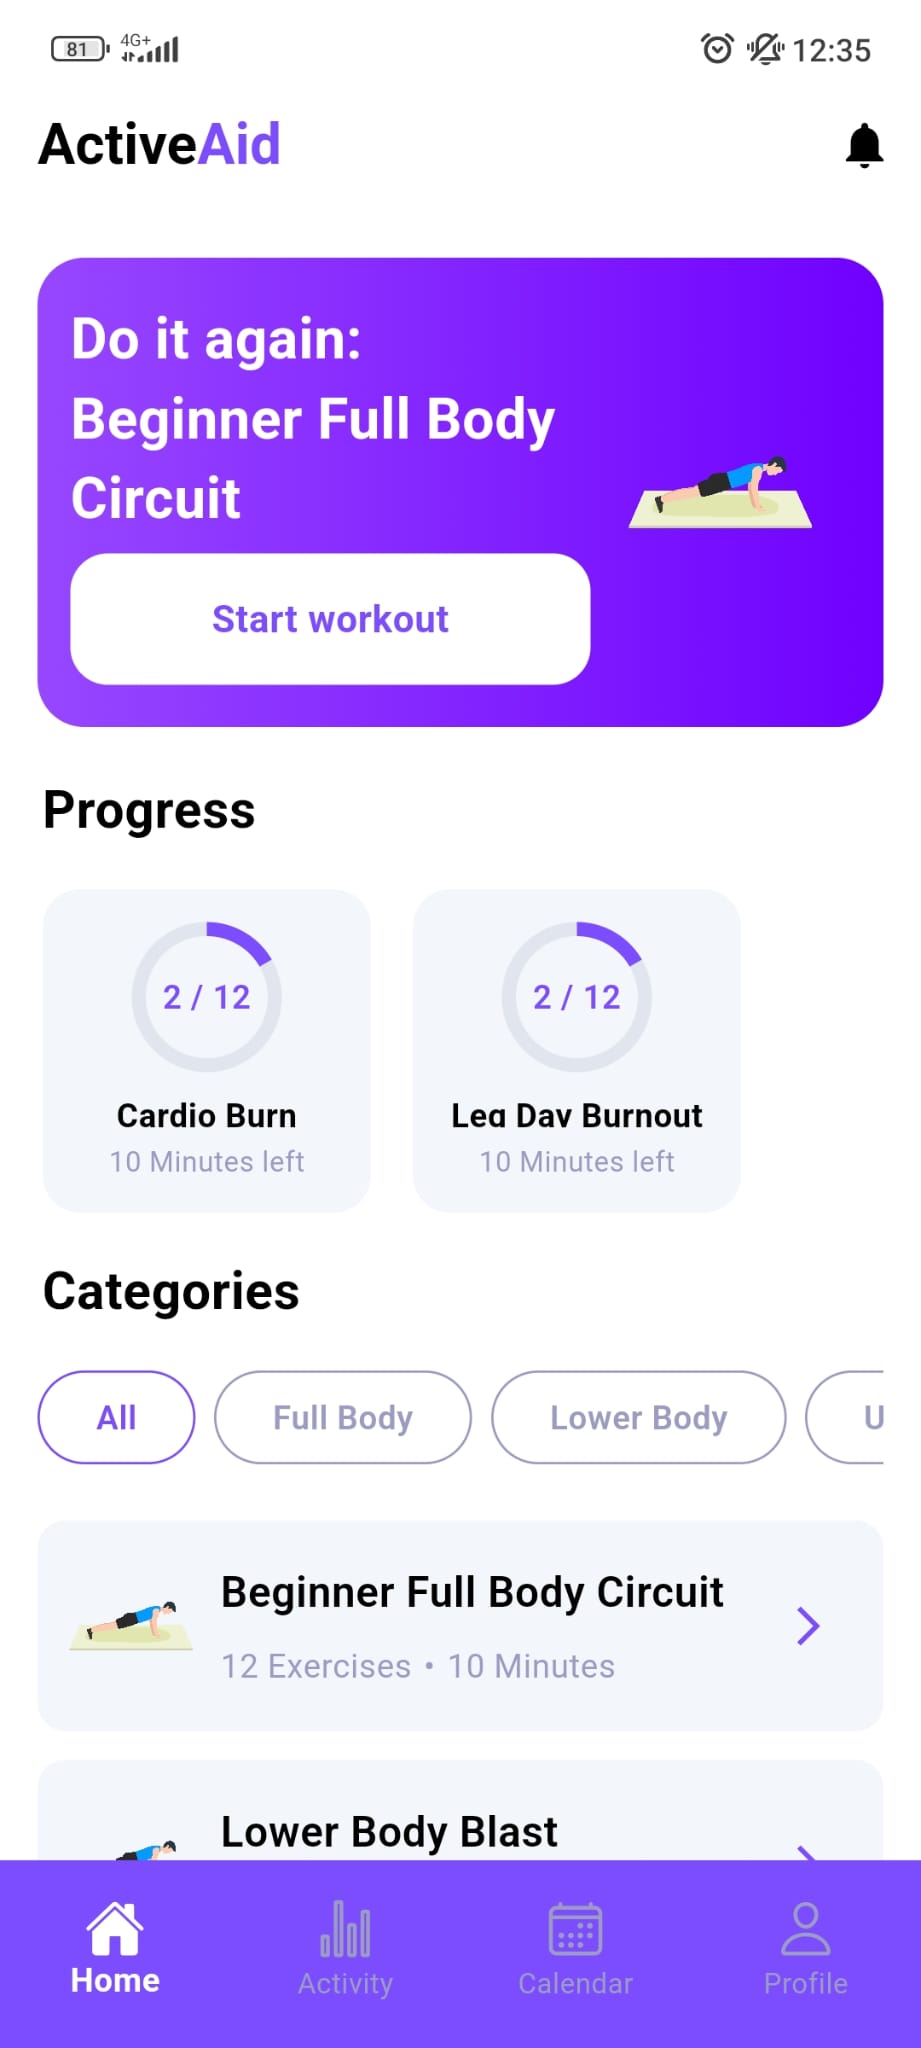 81 4G+ 12:35
ActiveAid
Do it again:
Beginner Full Body
Circuit
Start workout
Progress
2 / 12 2 / 12
Cardio Burn Leg Day Burnout
10 Minutes left 10 Minutes left
Categories
All Full Body Lower Body U
Beginner Full Body Circuit
12 Exercises • 10 Minutes
Lower Body Blast
Home Activity Calendar Profile